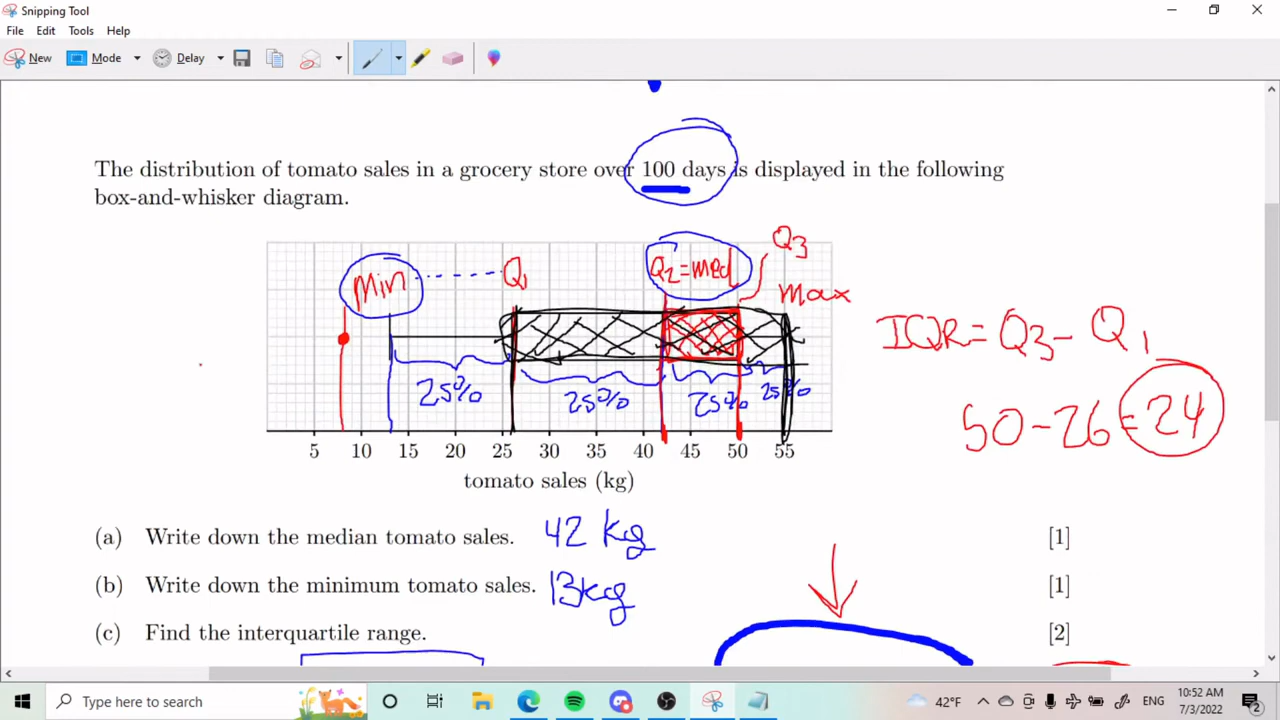 Snipping Tool
File Edit Tools Help
New Mode Delay
The distribution of tomato sales in a grocery store over 100 days is displayed in the following
box-and-whisker diagram.
Min Q1 Q2=med Q3
max
25% 25% 25% 25%
5 10 15 20 25 30 35 40 45 50 55
tomato sales (kg)
IQR= Q3- Q1
50-26=24
(a) Write down the median tomato sales. 42 kg [1]
(b) Write down the minimum tomato sales. 13kg [1]
(c) Find the interquartile range. [2]
Type here to search
42°F ENG 10:52 AM
7/3/2022
2